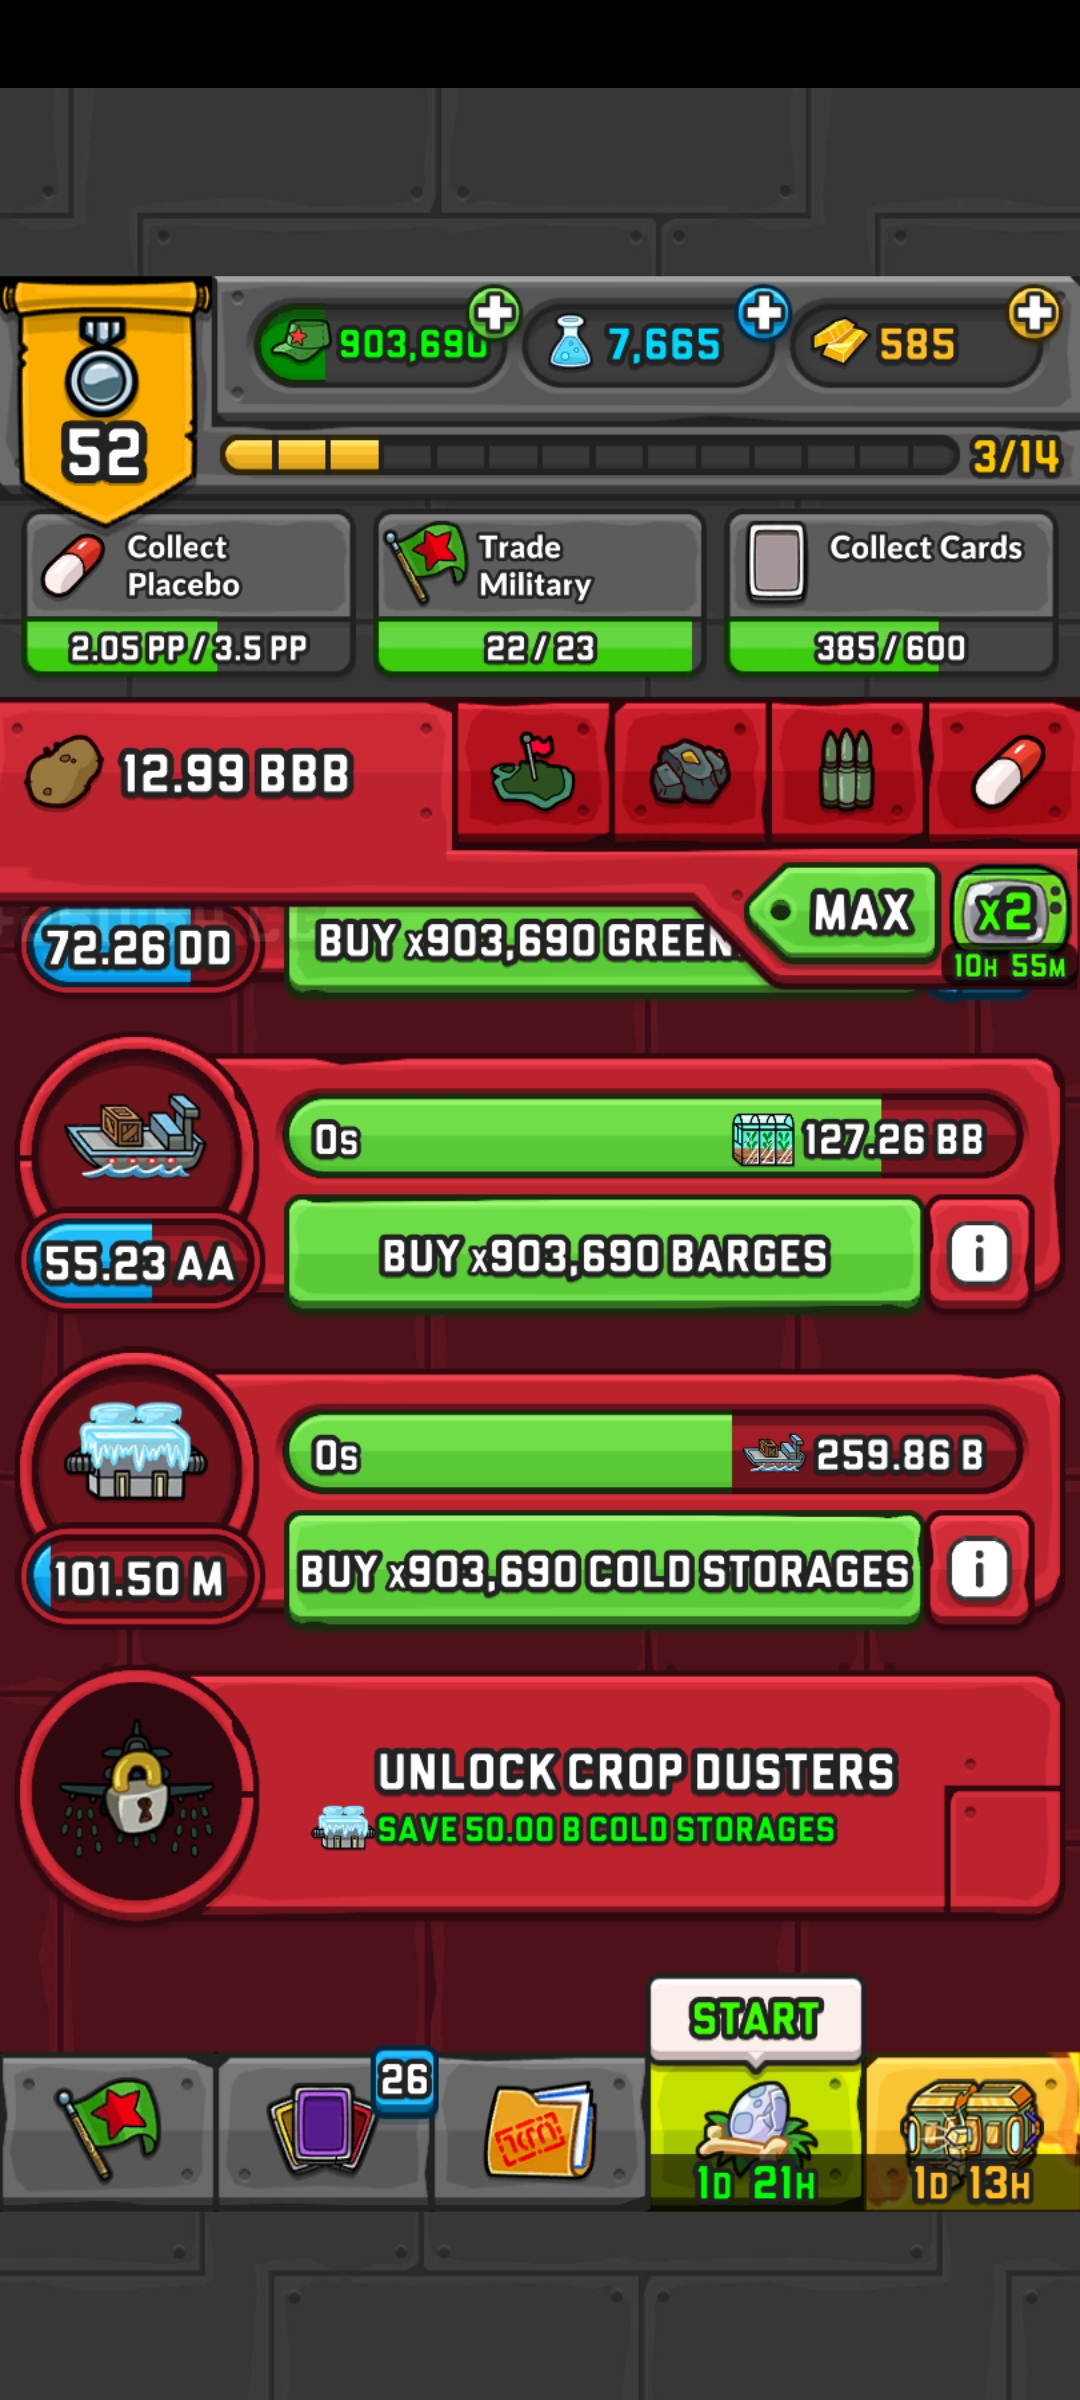 903,690
7,665
585
52
3/14
Collect
Placebo
Trade
Military
Collect Cards
2.05 PP / 3.5 PP
22 / 23
385 / 600
12.99 BBB
MAX
x2
10H 55M
72.26 DD
BUY x903,690 GREEN
0s
127.26 BB
55.23 AA
BUY x903,690 BARGES
i
0s
259.86 B
101.50 M
BUY x903,690 COLD STORAGES
i
UNLOCK CROP DUSTERS
SAVE 50.00 B COLD STORAGES
START
26
1D 21H
1D 13H